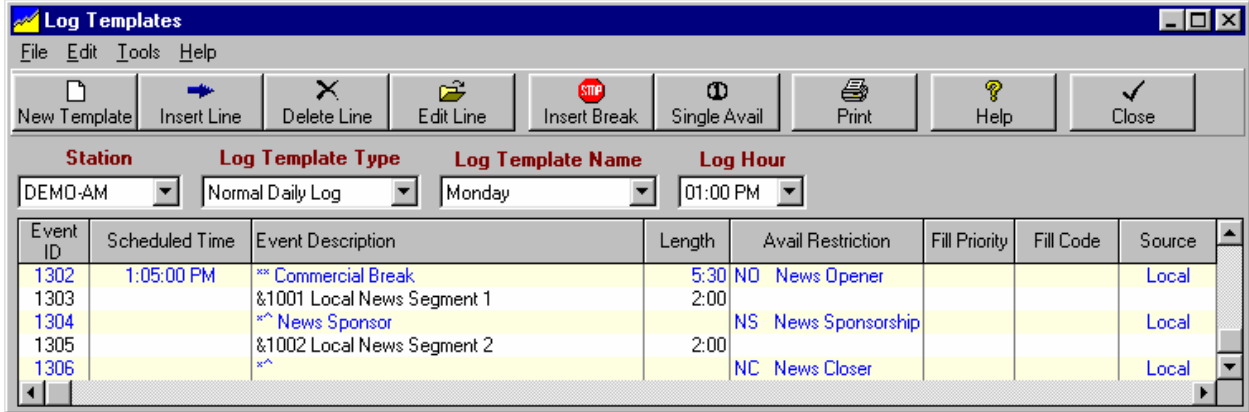 Log Templates
File Edit Tools Help
New Template Insert Line Delete Line Edit Line STOP Insert Break Single Avail Print Help Close
Station Log Template Type Log Template Name Log Hour
DEMO-AM Normal Daily Log Monday 01:00 PM
Event ID Scheduled Time Event Description Length Avail Restriction Fill Priority Fill Code Source
1302 1:05:00 PM ** Commercial Break 5:30 NO News Opener Local
1303 &1001 Local News Segment 1 2:00
1304 *^ News Sponsor NS News Sponsorship Local
1305 &1002 Local News Segment 2 2:00
1306 *^ NC News Closer Local